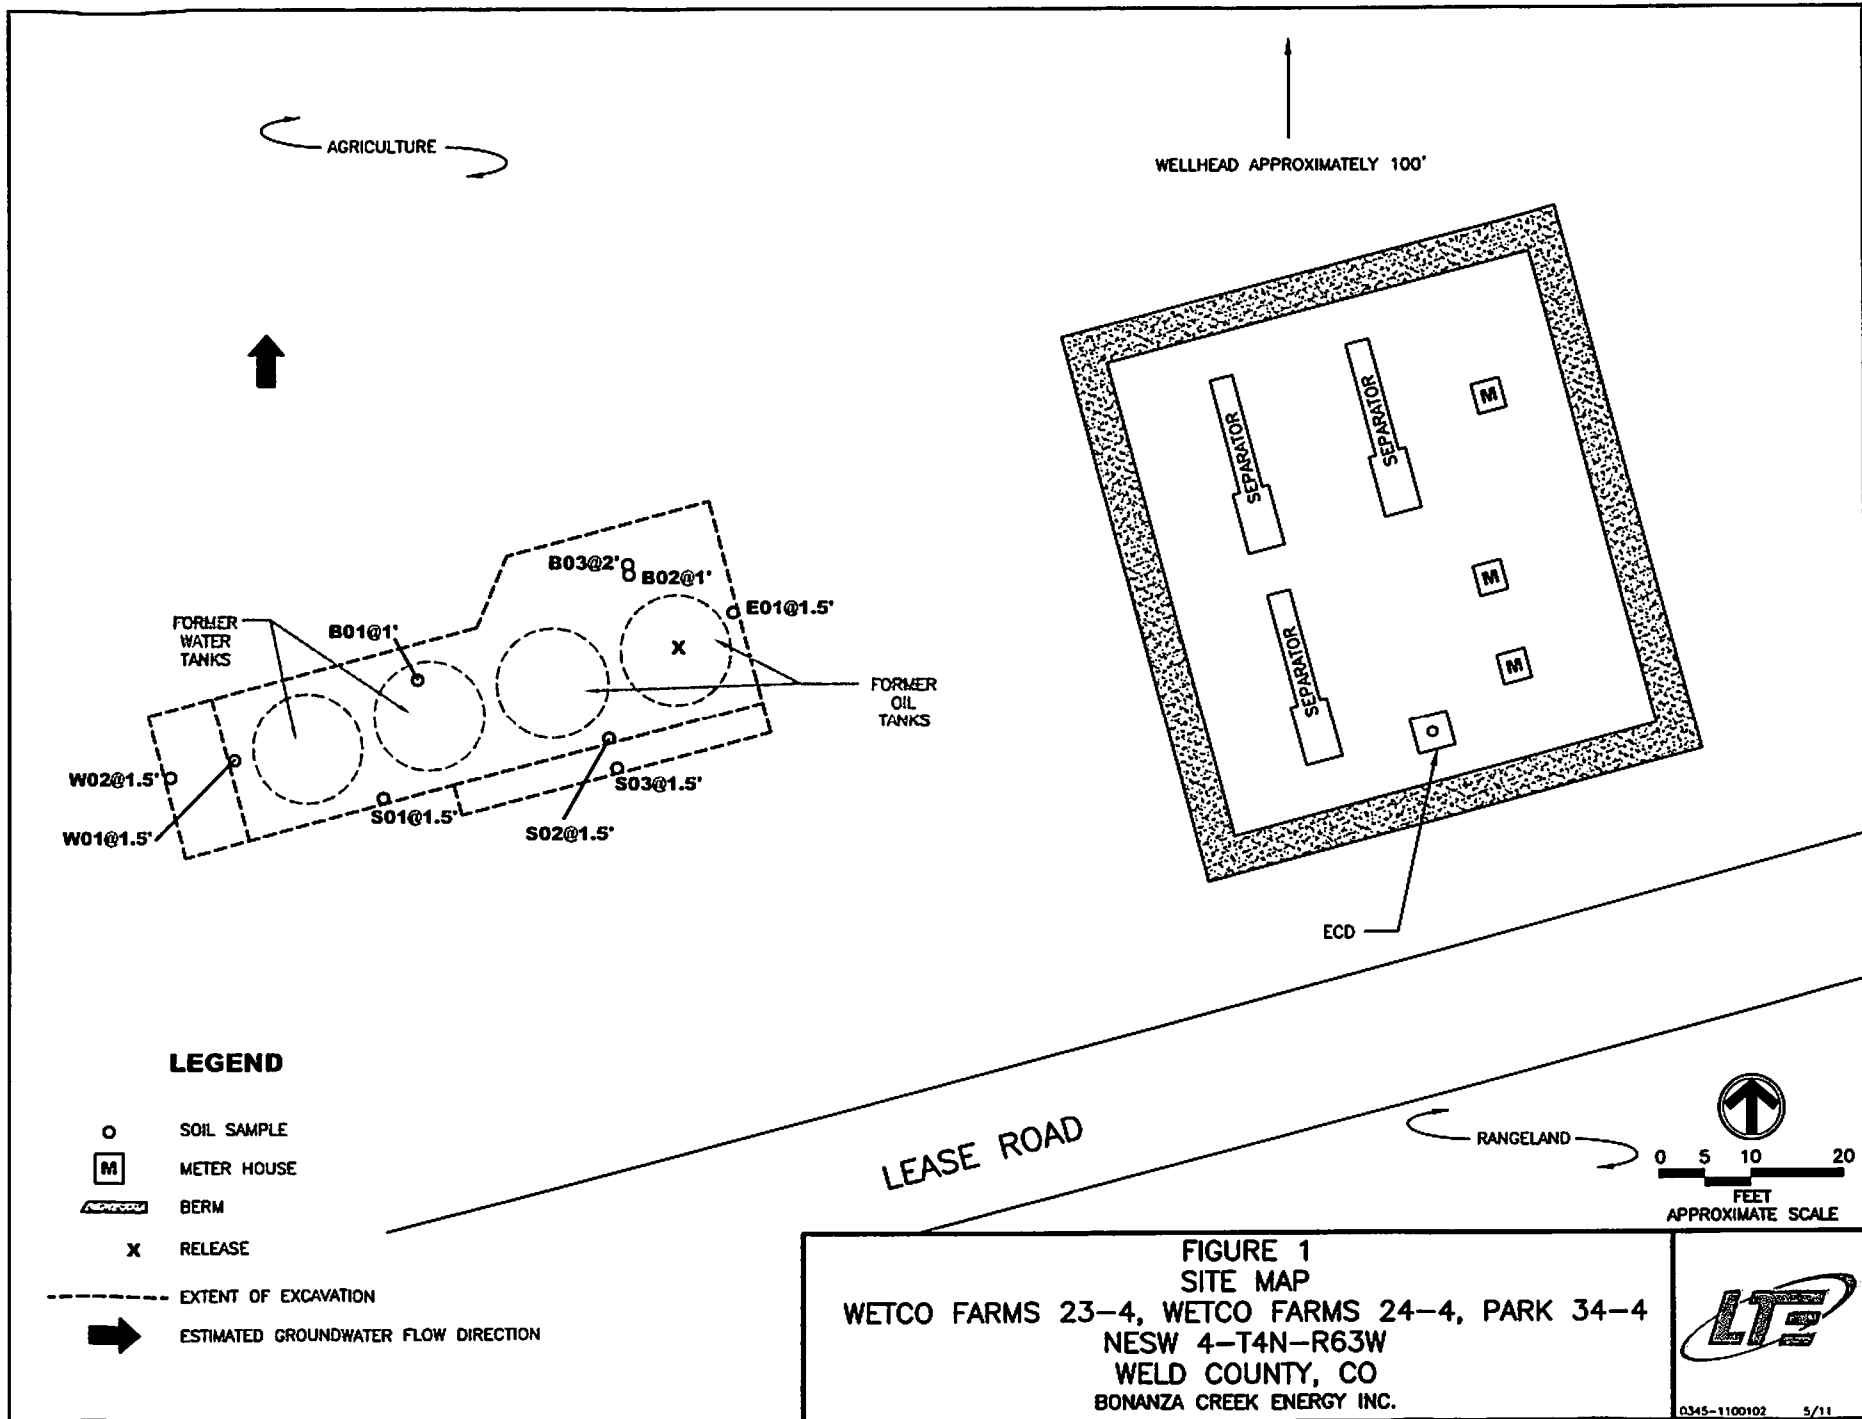 AGRICULTURE
WELLHEAD APPROXIMATELY 100'
SEPARATOR
SEPARATOR
M
M
M
SEPARATOR
B03@2'
B02@1'
E01@1.5'
FORMER
WATER
TANKS
B01@1'
FORMER
OIL
TANKS
X
W02@1.5'
W01@1.5'
S01@1.5'
S02@1.5'
S03@1.5'
ECD
LEASE ROAD
RANGELAND
0 5 10 20
FEET
APPROXIMATE SCALE
LEGEND
SOIL SAMPLE
M METER HOUSE
BERM
X RELEASE
EXTENT OF EXCAVATION
ESTIMATED GROUNDWATER FLOW DIRECTION
FIGURE 1
SITE MAP
WETCO FARMS 23-4, WETCO FARMS 24-4, PARK 34-4
NESW 4-T4N-R63W
WELD COUNTY, CO
BONANZA CREEK ENERGY INC.
LTE
0345-1100102 5/11